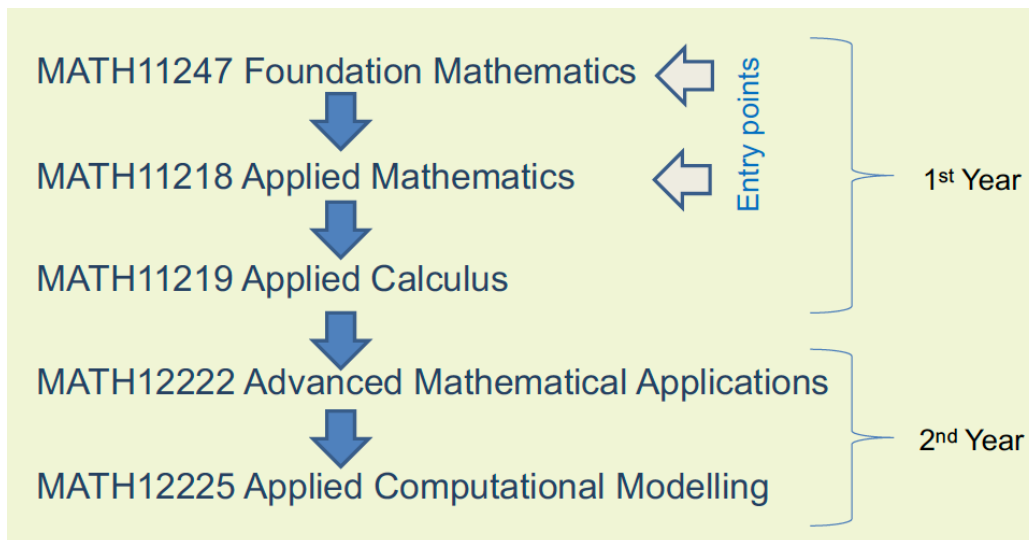 MATH11247 Foundation Mathematics
MATH11218 Applied Mathematics
MATH11219 Applied Calculus
MATH12222 Advanced Mathematical Applications
MATH12225 Applied Computational Modelling
Entry points
1st Year
2nd Year